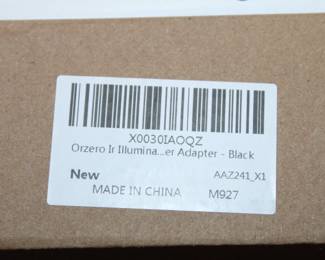 X0030IAOQZ
Orzero Ir Illumina...er Adapter - Black
New
AAZ241_X1
MADE IN CHINA
M927